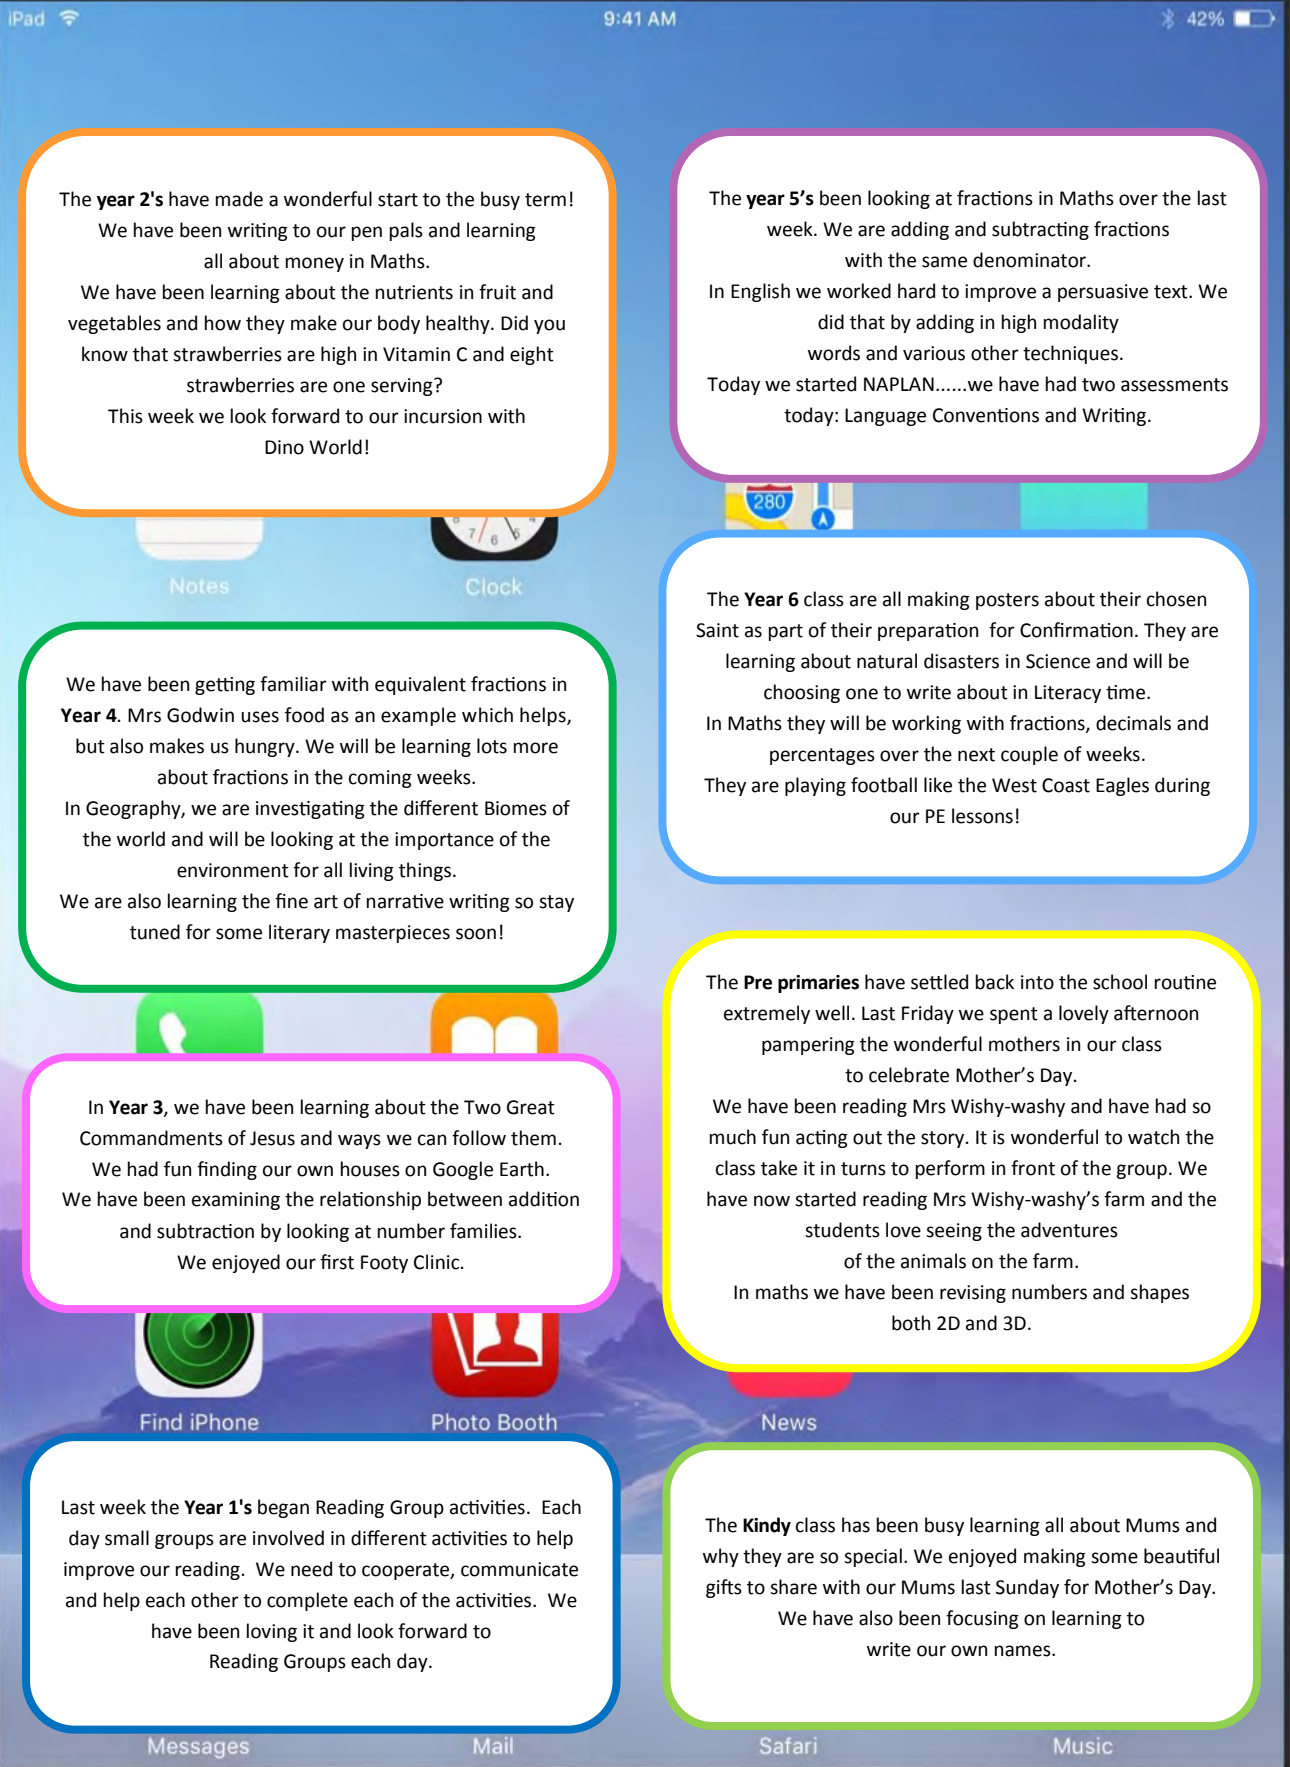 iPad
9:41 AM
42%
The year 2's have made a wonderful start to the busy term!
We have been writing to our pen pals and learning
all about money in Maths.
We have been learning about the nutrients in fruit and
vegetables and how they make our body healthy. Did you
know that strawberries are high in Vitamin C and eight
strawberries are one serving?
This week we look forward to our incursion with
Dino World!
The year 5’s been looking at fractions in Maths over the last
week. We are adding and subtracting fractions
with the same denominator.
In English we worked hard to improve a persuasive text. We
did that by adding in high modality
words and various other techniques.
Today we started NAPLAN......we have had two assessments
today: Language Conventions and Writing.
280
7 6 5
Notes
Clock
The Year 6 class are all making posters about their chosen
Saint as part of their preparation  for Confirmation. They are
learning about natural disasters in Science and will be
choosing one to write about in Literacy time.
In Maths they will be working with fractions, decimals and
percentages over the next couple of weeks.
They are playing football like the West Coast Eagles during
our PE lessons!
We have been getting familiar with equivalent fractions in
Year 4. Mrs Godwin uses food as an example which helps,
but also makes us hungry. We will be learning lots more
about fractions in the coming weeks.
In Geography, we are investigating the different Biomes of
the world and will be looking at the importance of the
environment for all living things.
We are also learning the fine art of narrative writing so stay
tuned for some literary masterpieces soon!
The Pre primaries have settled back into the school routine
extremely well. Last Friday we spent a lovely afternoon
pampering the wonderful mothers in our class
to celebrate Mother’s Day.
We have been reading Mrs Wishy-washy and have had so
much fun acting out the story. It is wonderful to watch the
class take it in turns to perform in front of the group. We
have now started reading Mrs Wishy-washy’s farm and the
students love seeing the adventures
of the animals on the farm.
In maths we have been revising numbers and shapes
both 2D and 3D.
In Year 3, we have been learning about the Two Great
Commandments of Jesus and ways we can follow them.
We had fun finding our own houses on Google Earth.
We have been examining the relationship between addition
and subtraction by looking at number families.
We enjoyed our first Footy Clinic.
Find iPhone
Photo Booth
News
Last week the Year 1's began Reading Group activities.  Each
day small groups are involved in different activities to help
improve our reading.  We need to cooperate, communicate
and help each other to complete each of the activities.  We
have been loving it and look forward to
Reading Groups each day.
The Kindy class has been busy learning all about Mums and
why they are so special. We enjoyed making some beautiful
gifts to share with our Mums last Sunday for Mother’s Day.
We have also been focusing on learning to
write our own names.
Messages
Mail
Safari
Music